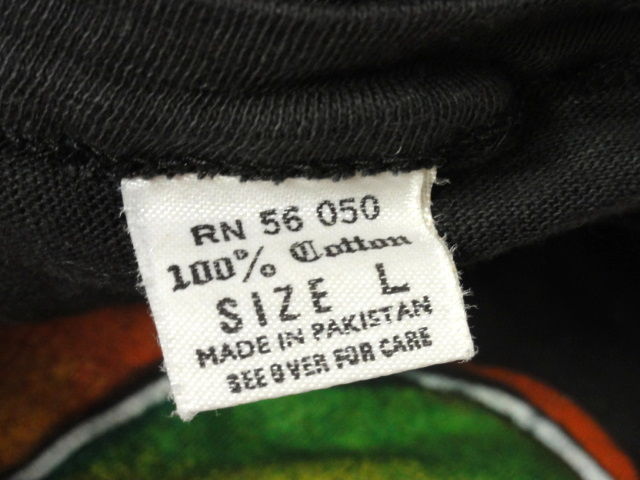 RN 56 050
100% Cotton
SIZE L
MADE IN PAKISTAN
SEE OVER FOR CARE